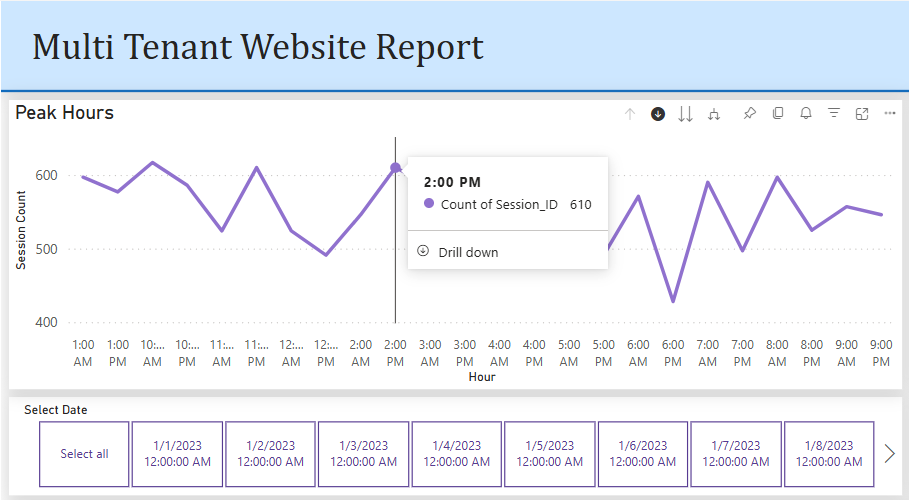 Multi Tenant Website Report
Peak Hours
600
500
400
Session Count
2:00 PM
Count of Session_ID 610
Drill down
1:00 1:00 10:... 10:... 11:... 11:... 12:... 12:... 2:00 2:00 3:00 3:00 4:00 4:00 5:00 5:00 6:00 6:00 7:00 7:00 8:00 8:00 9:00 9:00
AM PM AM PM AM PM AM PM AM PM AM PM AM PM AM PM AM PM AM PM AM PM AM PM
Hour
Select Date
Select all
1/1/2023
12:00:00 AM
1/2/2023
12:00:00 AM
1/3/2023
12:00:00 AM
1/4/2023
12:00:00 AM
1/5/2023
12:00:00 AM
1/6/2023
12:00:00 AM
1/7/2023
12:00:00 AM
1/8/2023
12:00:00 AM